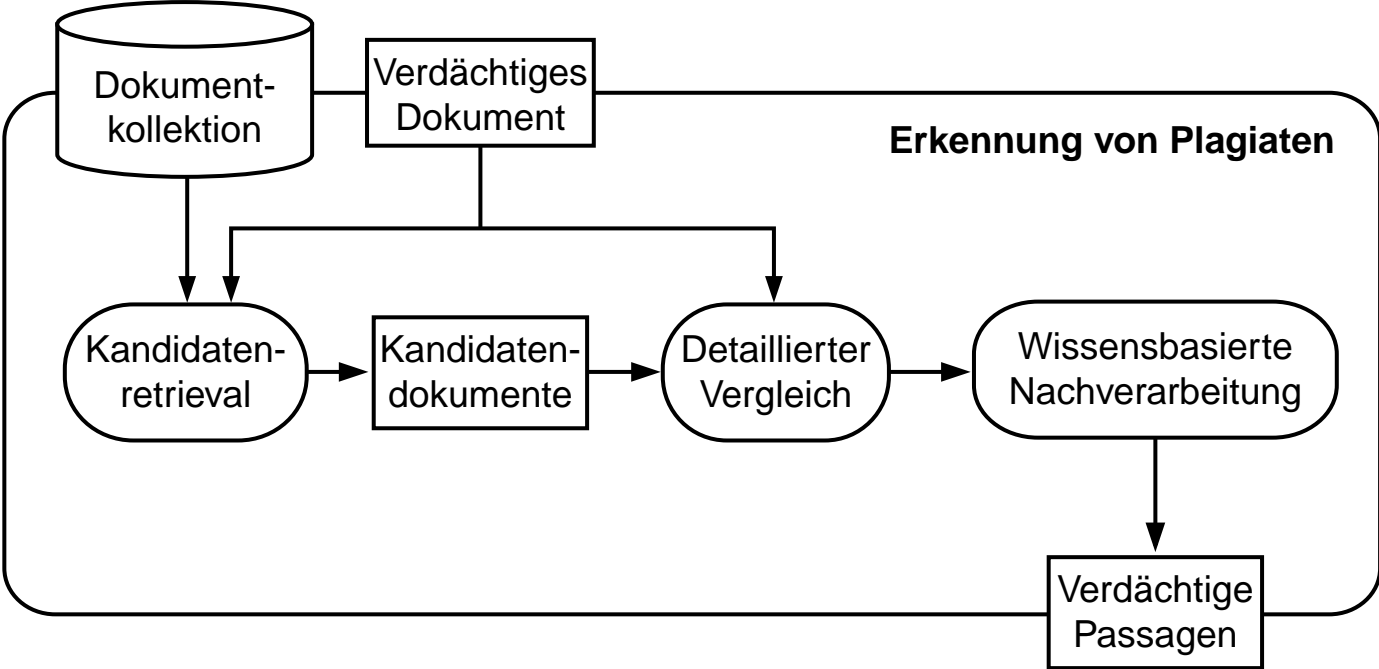 Dokument-
kollektion
Verdächtiges
Dokument
Erkennung von Plagiaten
Kandidaten-
retrieval
Kandidaten-
dokumente
Detaillierter
Vergleich
Wissensbasierte
Nachverarbeitung
Verdächtige
Passagen